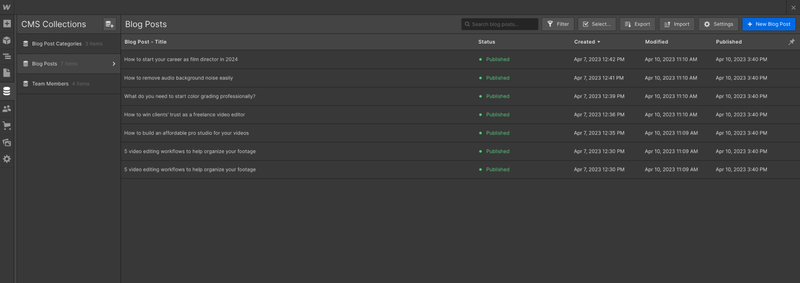 CMS Collections
Blog Posts
Search blog posts...
Filter
Select...
Export
Import
Settings
+ New Blog Post
Blog Post Categories 3 items
Blog Posts 7 items
Team Members 4 items
Blog Post - Title Status Created Modified Published
How to start your career as film director in 2024 Published Apr 7, 2023 12:42 PM Apr 10, 2023 11:10 AM Apr 10, 2023 3:40 PM
How to remove audio background noise easily Published Apr 7, 2023 12:41 PM Apr 10, 2023 11:10 AM Apr 10, 2023 3:40 PM
What do you need to start color grading professionally? Published Apr 7, 2023 12:39 PM Apr 10, 2023 11:10 AM Apr 10, 2023 3:40 PM
How to win clients' trust as a freelance video editor Published Apr 7, 2023 12:36 PM Apr 10, 2023 11:10 AM Apr 10, 2023 3:40 PM
How to build an affordable pro studio for your videos Published Apr 7, 2023 12:35 PM Apr 10, 2023 11:09 AM Apr 10, 2023 3:40 PM
5 video editing workflows to help organize your footage Published Apr 7, 2023 12:30 PM Apr 10, 2023 11:09 AM Apr 10, 2023 3:40 PM
5 video editing workflows to help organize your footage Published Apr 7, 2023 12:30 PM Apr 10, 2023 11:09 AM Apr 10, 2023 3:40 PM